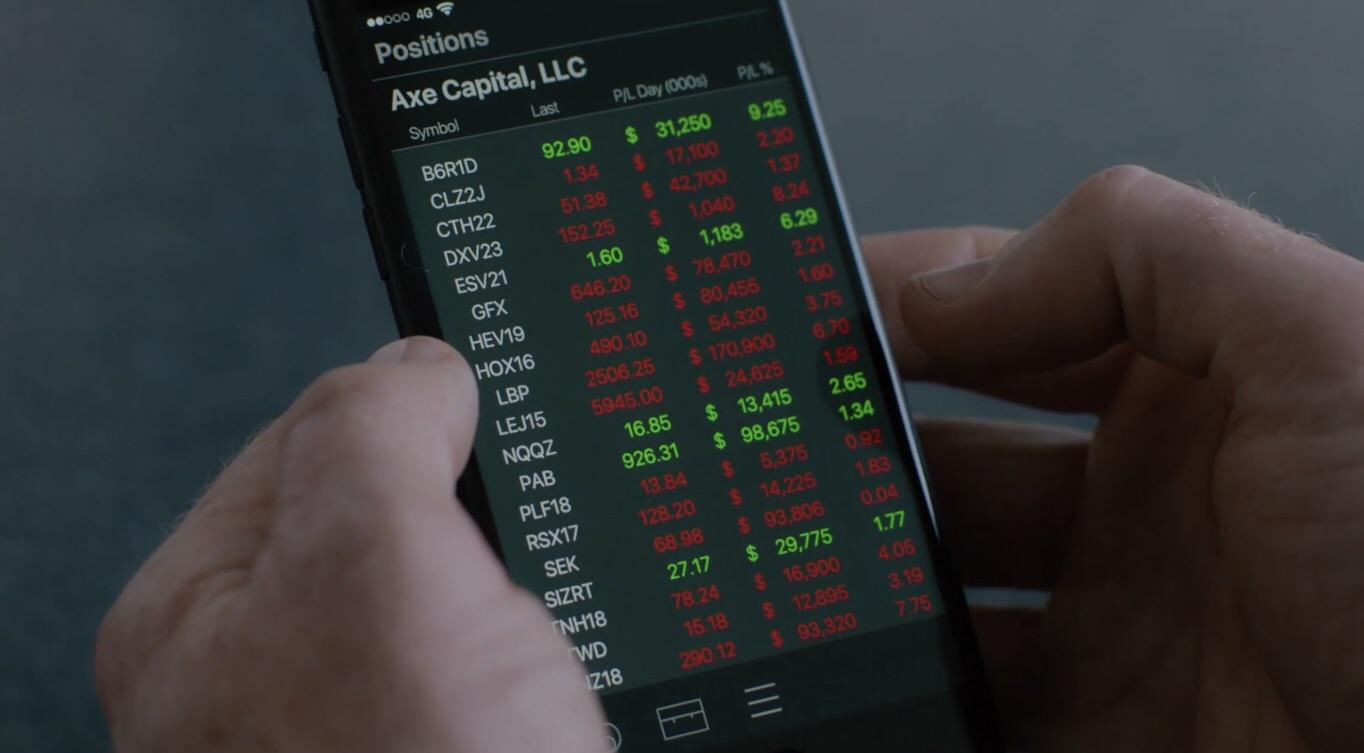 4G
Positions
Axe Capital, LLC
Symbol Last P/L Day (000s) P/L %
B6R1D 92.90 $ 31,250 9.25
CLZ2J 1.34 $ 17,100 2.20
CTH22 51.38 $ 42,700 1.37
DXV23 152.25 $ 1,040 8.24
ESV21 1.60 $ 1,183 6.29
GFX 646.20 $ 78,470 2.21
HEV19 125.16 $ 80,455 1.60
HOX16 490.10 $ 54,320 3.75
LBP 2506.25 $ 170,900 6.70
LEJ15 5945.00 $ 24,625 1.59
NQQZ 16.85 $ 13,415 2.65
PAB 926.31 $ 98,675 1.34
PLF18 13.84 $ 5,375 0.92
RSX17 128.20 $ 14,225 1.83
SEK 68.98 $ 93,806 0.04
SIZRT 27.17 $ 29,775 1.77
TNH18 78.24 $ 16,900 4.05
TWD 15.18 $ 12,895 3.19
290.12 $ 93,320 7.75